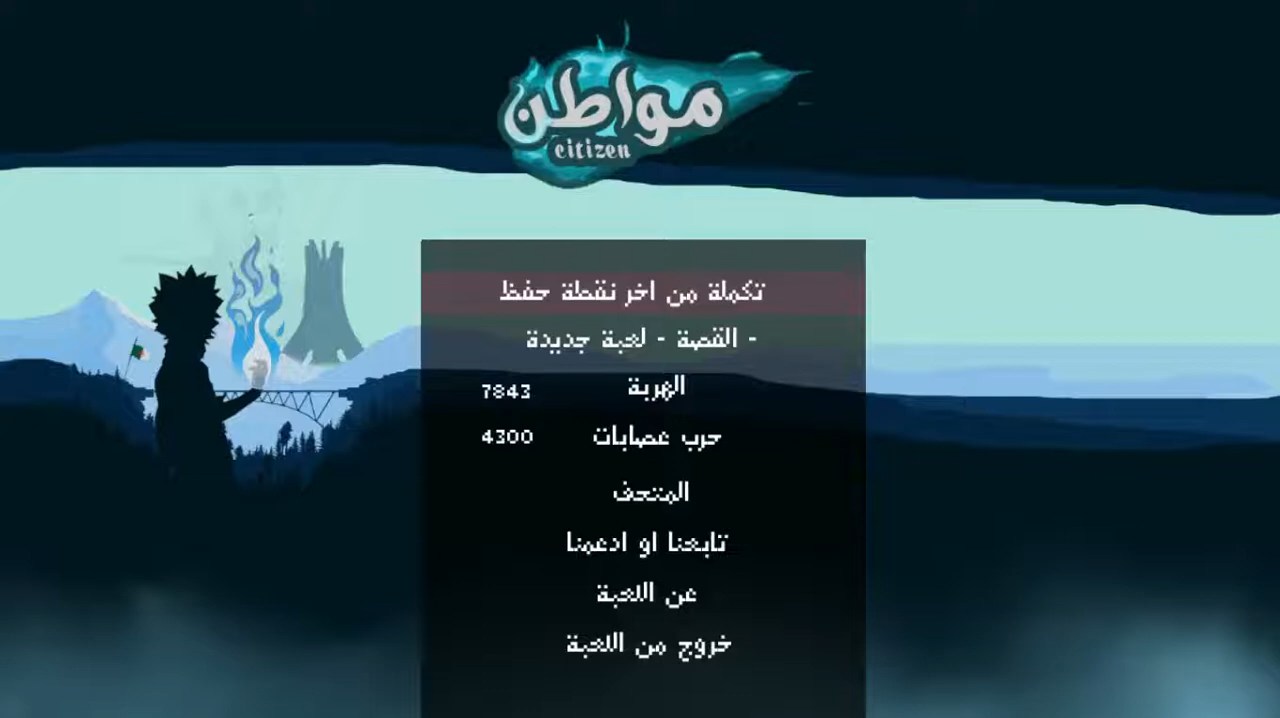 مواطن
citizen
تكملة من اخر نقطة حفظ
- القصة - لعبة جديدة
الهربة 7843
حرب عصابات 4300
المتحف
تابعنا او ادعمنا
عن اللعبة
خروج من اللعبة